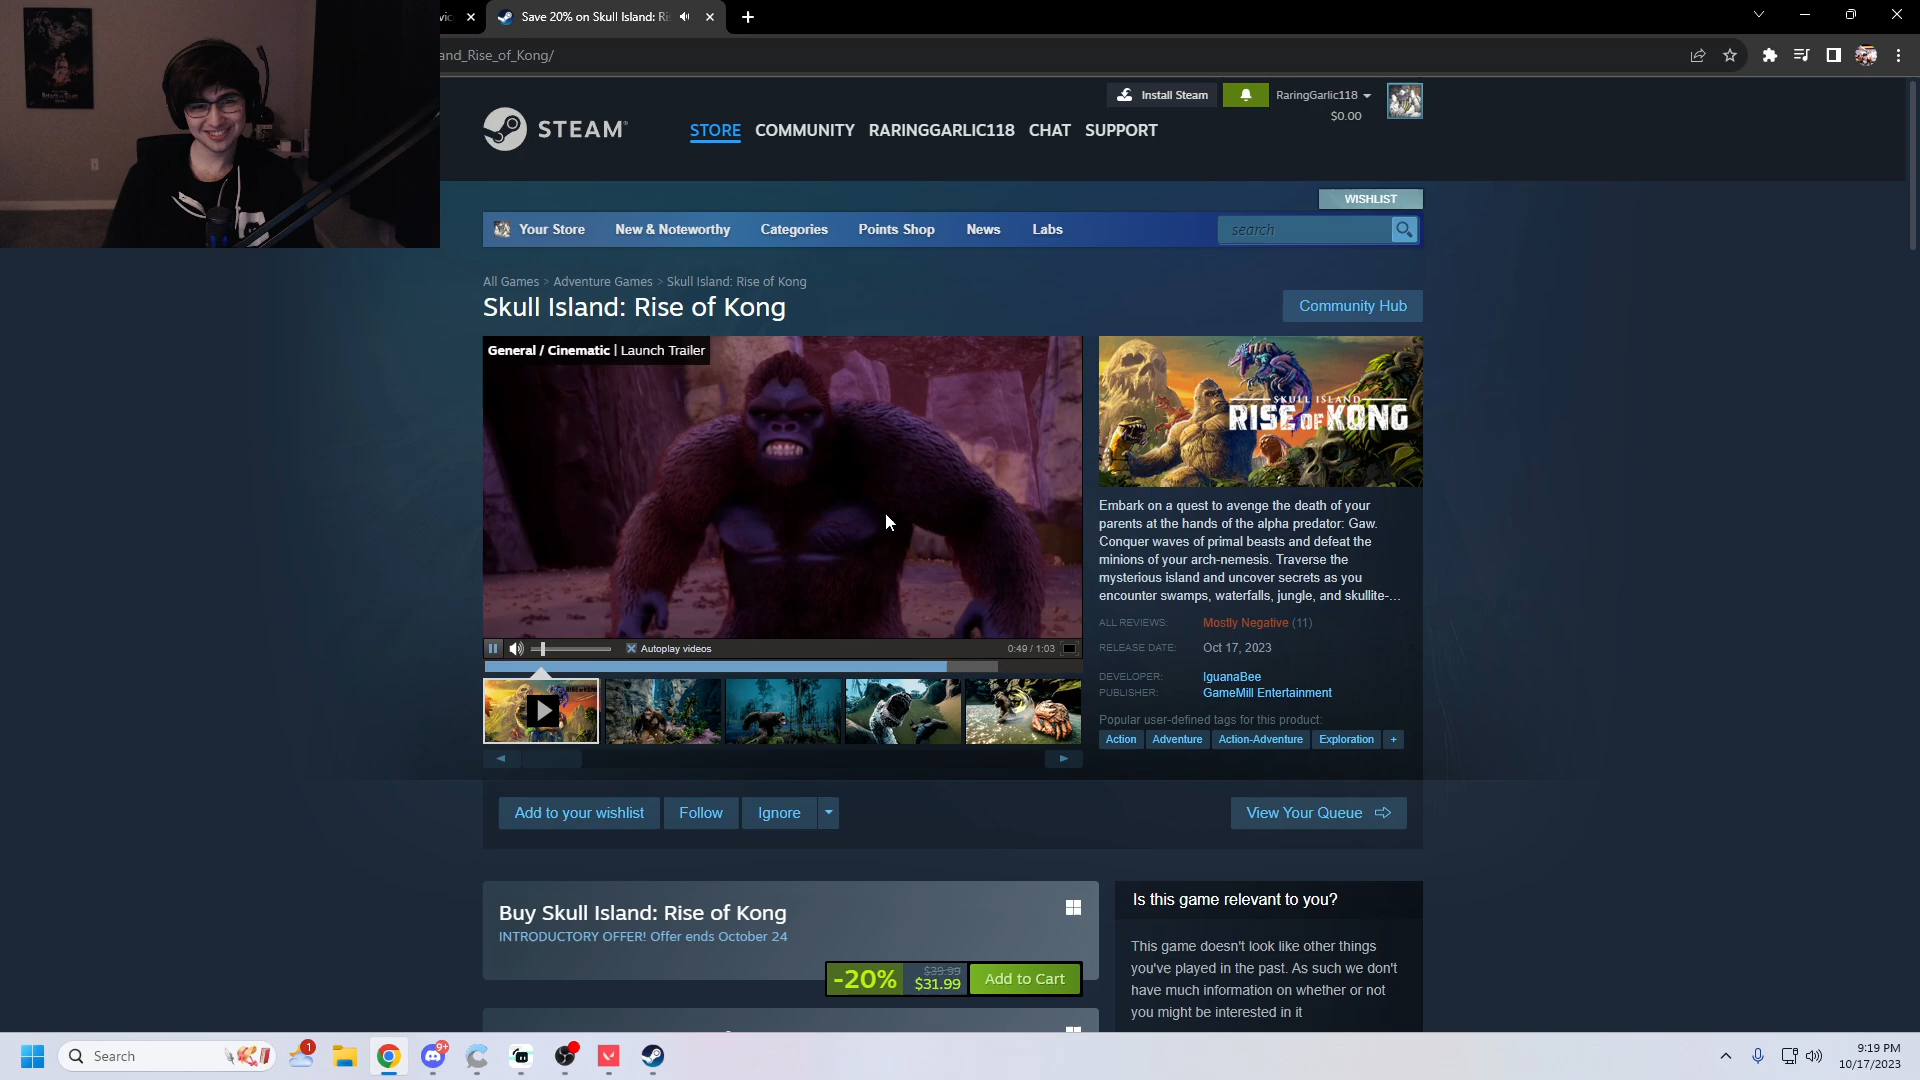 Save 20% on Skull Island: Ri
and_Rise_of_Kong/
Install Steam
RaringGarlic118
$0.00
STEAM
STORE COMMUNITY RARINGGARLIC118 CHAT SUPPORT
WISHLIST
Your Store New & Noteworthy Categories Points Shop News Labs
search
All Games > Adventure Games > Skull Island: Rise of Kong
Skull Island: Rise of Kong
Community Hub
General / Cinematic | Launch Trailer
SKULL ISLAND
RISE OF KONG
Embark on a quest to avenge the death of your
parents at the hands of the alpha predator: Gaw.
Conquer waves of primal beasts and defeat the
minions of your arch-nemesis. Traverse the
mysterious island and uncover secrets as you
encounter swamps, waterfalls, jungle, and skullite-...
ALL REVIEWS: Mostly Negative (11)
RELEASE DATE: Oct 17, 2023
DEVELOPER: IguanaBee
PUBLISHER: GameMill Entertainment
Popular user-defined tags for this product:
Action Adventure Action-Adventure Exploration +
Autoplay videos
0:49 / 1:03
Add to your wishlist Follow Ignore
View Your Queue
Buy Skull Island: Rise of Kong
INTRODUCTORY OFFER! Offer ends October 24
-20% $39.99 $31.99 Add to Cart
Is this game relevant to you?
This game doesn't look like other things
you've played in the past. As such we don't
have much information on whether or not
you might be interested in it
Search
1
9+
9:19 PM
10/17/2023